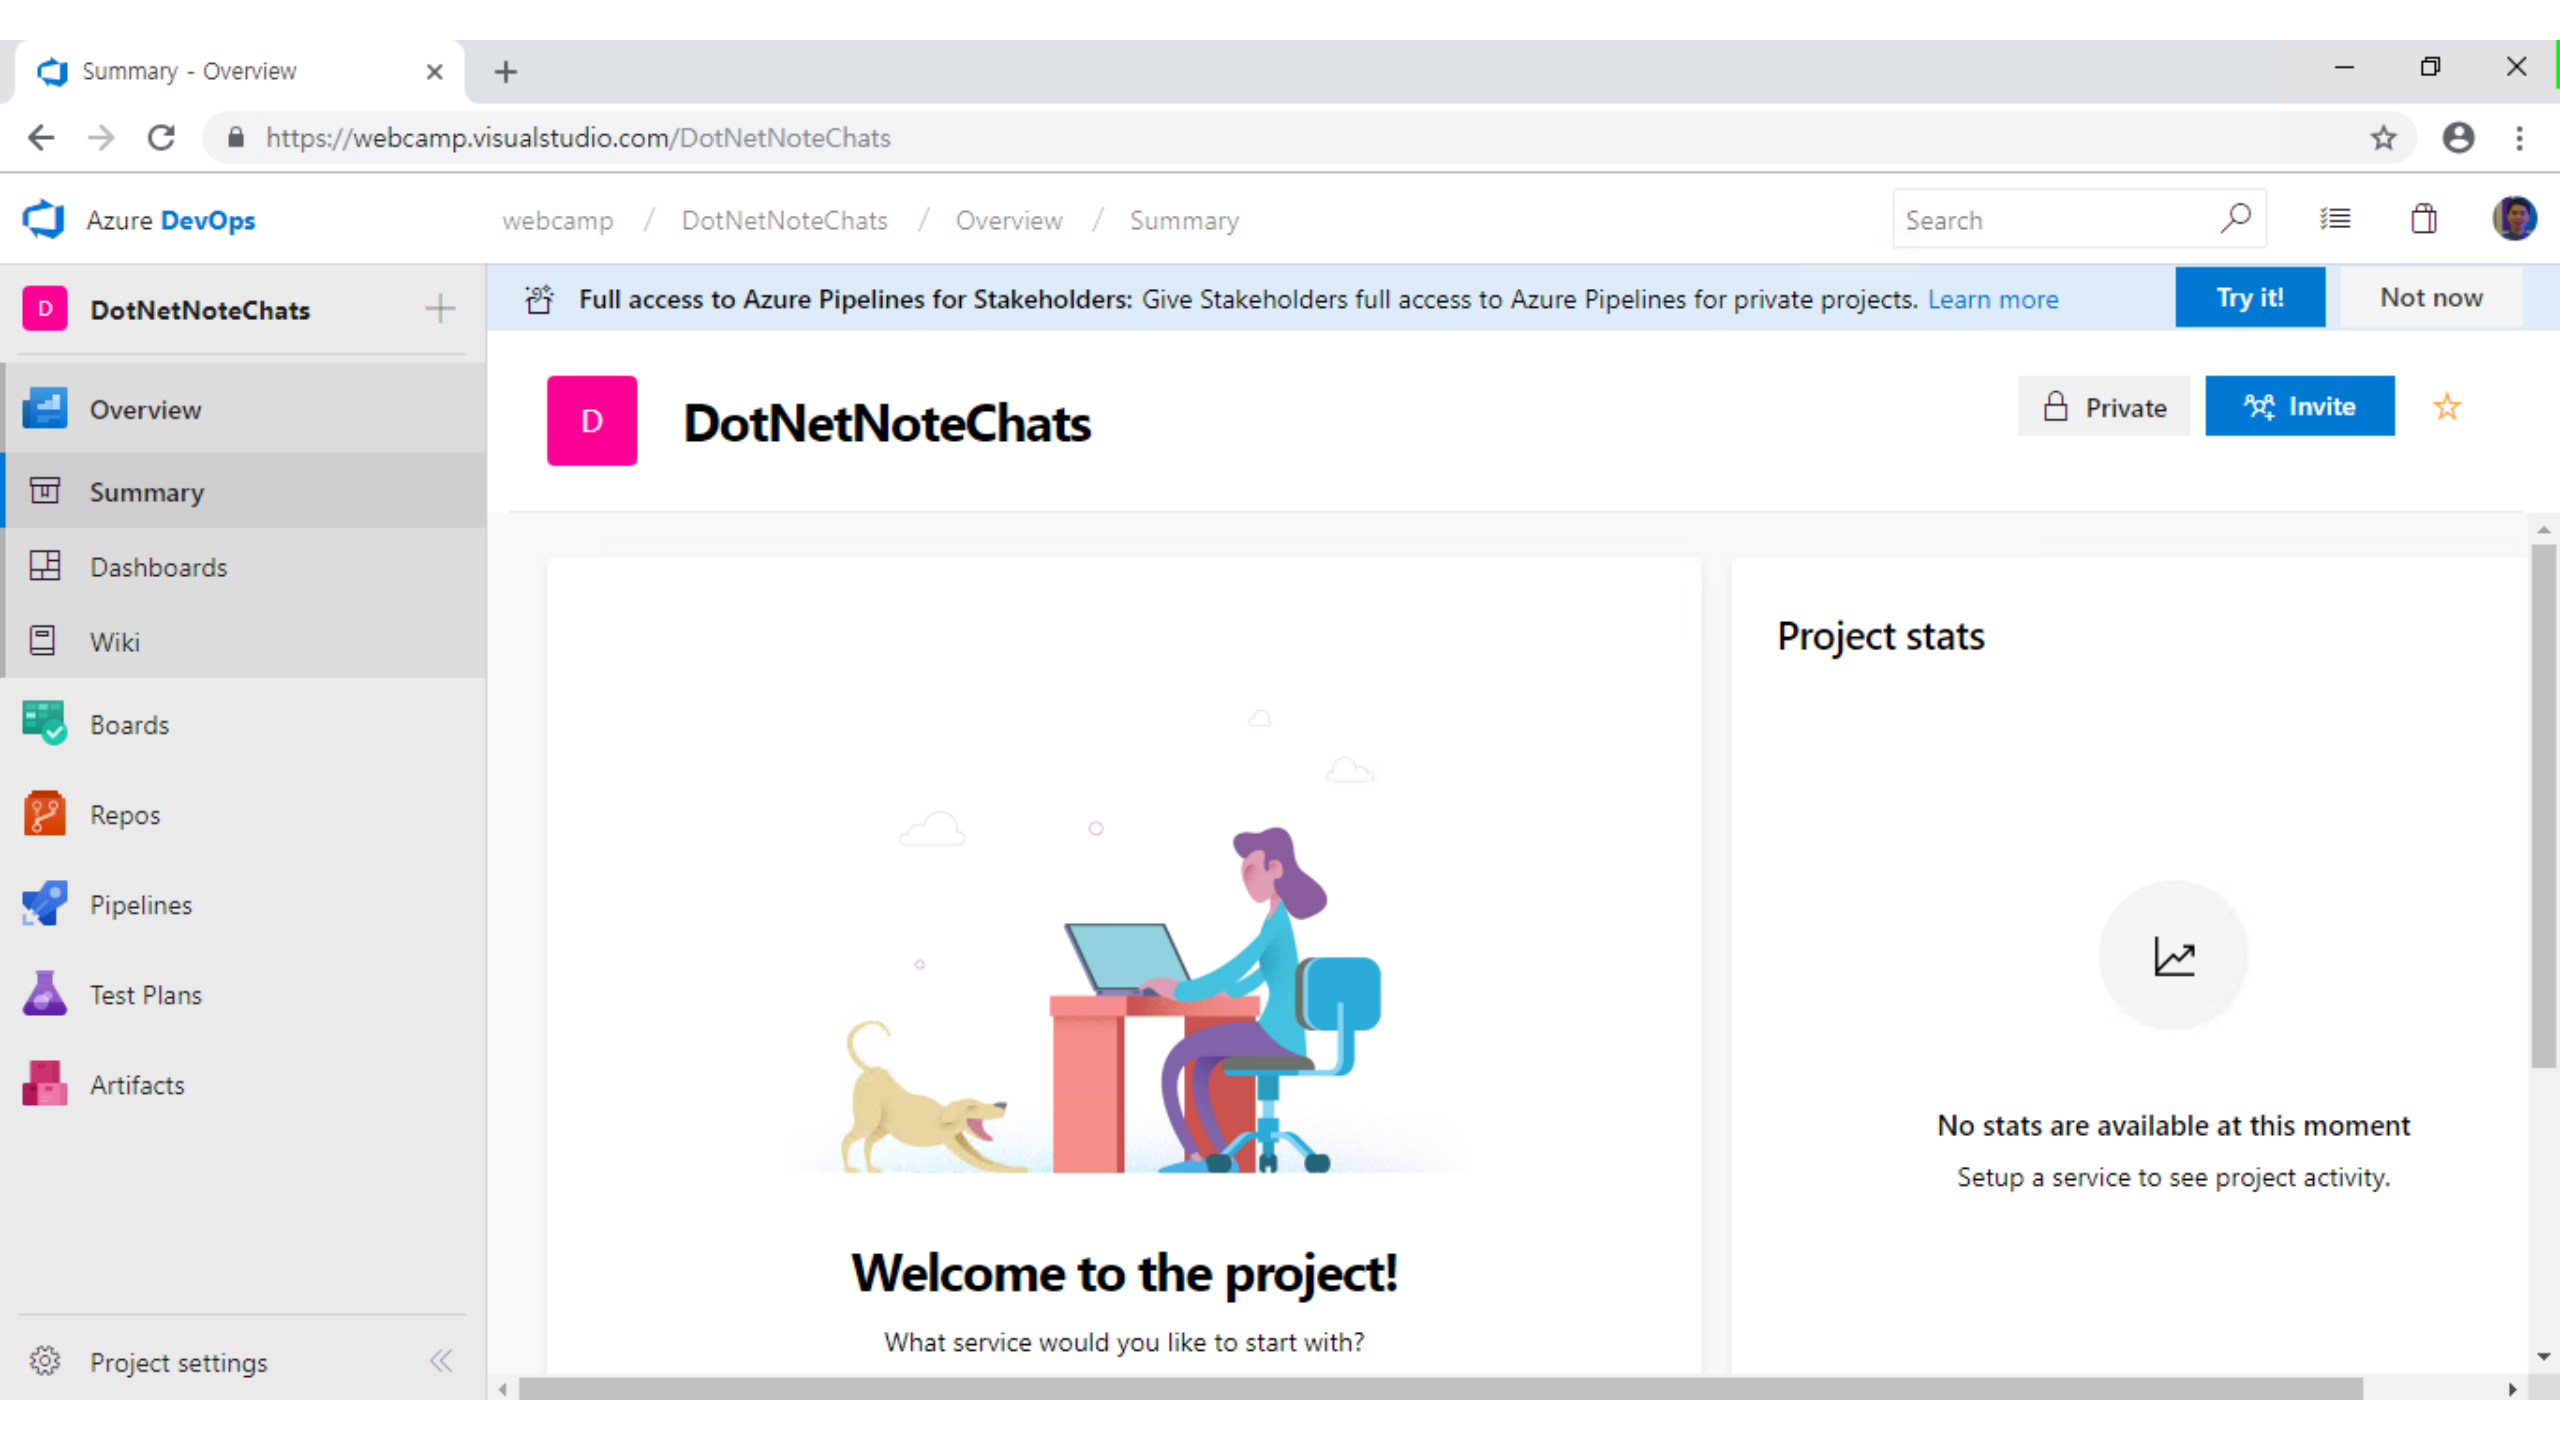 Summary - Overview
https://webcamp.visualstudio.com/DotNetNoteChats
Azure DevOps
webcamp / DotNetNoteChats / Overview / Summary
Search
D DotNetNoteChats
Full access to Azure Pipelines for Stakeholders: Give Stakeholders full access to Azure Pipelines for private projects. Learn more
Try it!
Not now
Overview
Summary
Dashboards
Wiki
Boards
Repos
Pipelines
Test Plans
Artifacts
Project settings
D DotNetNoteChats
Private
Invite
Welcome to the project!
What service would you like to start with?
Project stats
No stats are available at this moment
Setup a service to see project activity.